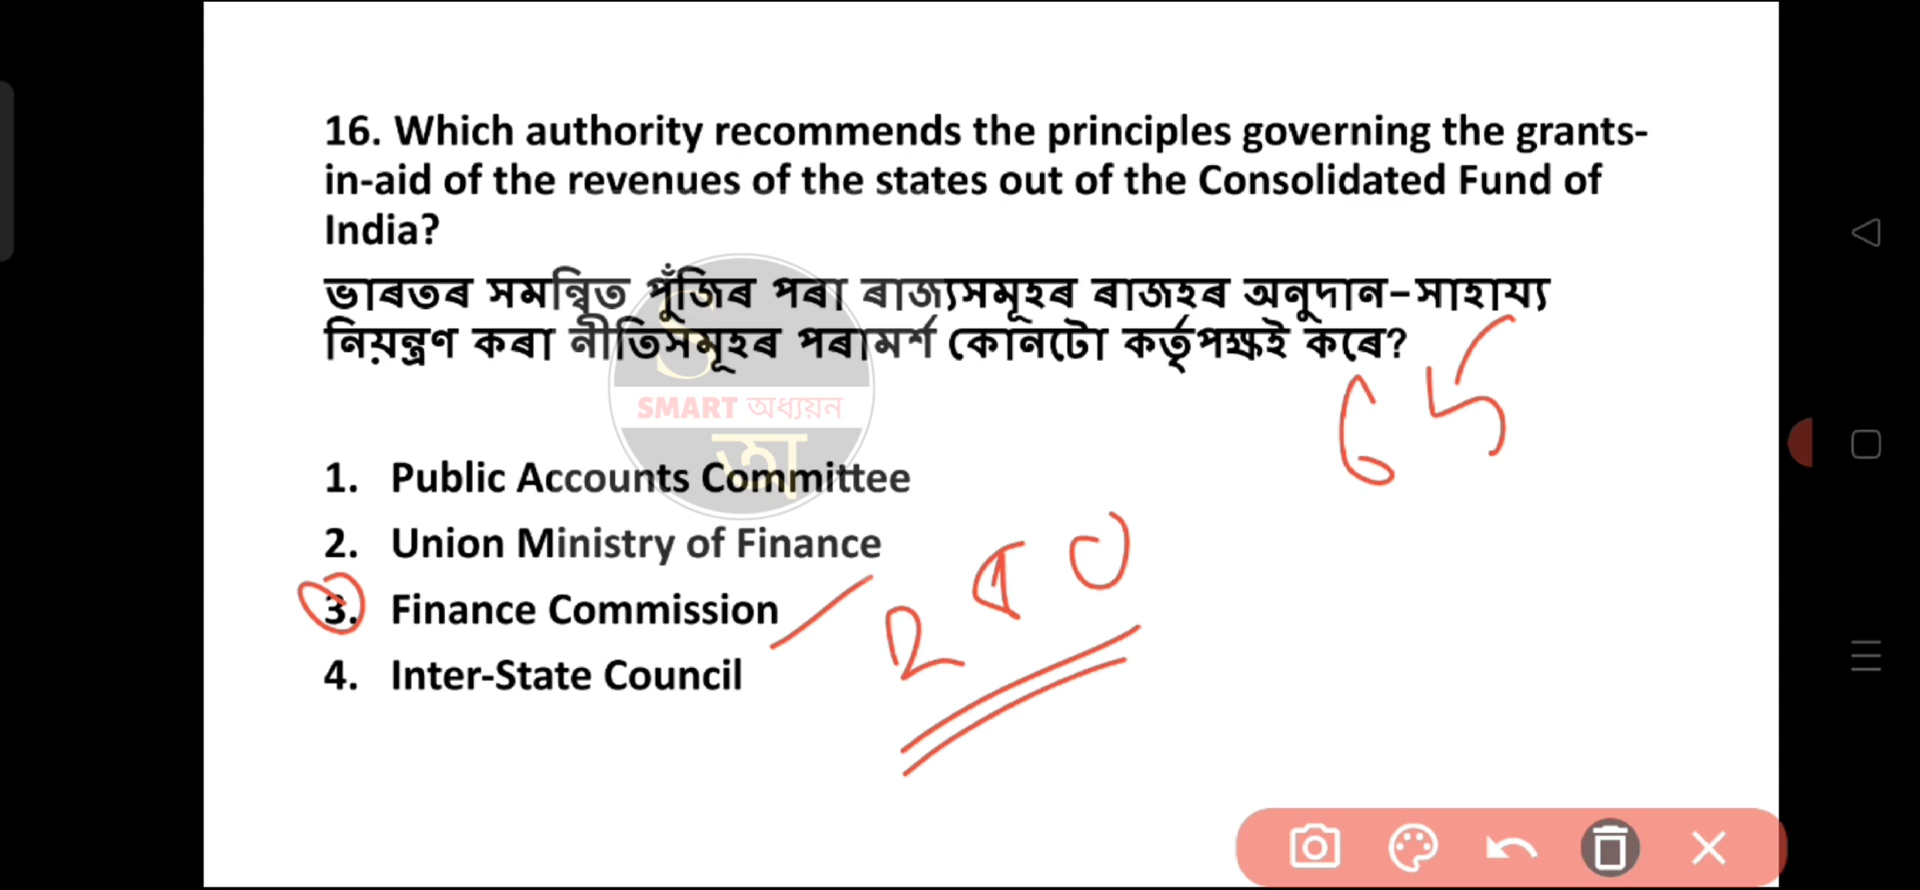 16. Which authority recommends the principles governing the grants-
in-aid of the revenues of the states out of the Consolidated Fund of
India?
ভাৰতৰ সমন্বিত পুঁজিৰ পৰা ৰাজ্যসমূহৰ ৰাজহৰ অনুদান-সাহায্য
নিয়ন্ত্ৰণ কৰা নীতিসমূহৰ পৰামৰ্শ কোনটো কৰ্তৃপক্ষই কৰে?
65
S
SMART অধ্যয়ন
অ
1. Public Accounts Committee
2. Union Ministry of Finance
3. Finance Commission
4. Inter-State Council